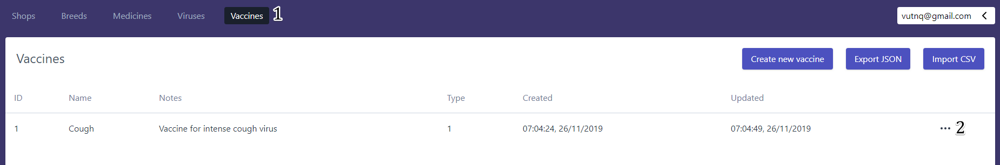 Shops Breeds Medicines Viruses Vaccines 1 vutnq@gmail.com
Vaccines Create new vaccine Export JSON Import CSV
ID Name Notes Type Created Updated
1 Cough Vaccine for intense cough virus 1 07:04:24, 26/11/2019 07:04:49, 26/11/2019 ••• 2